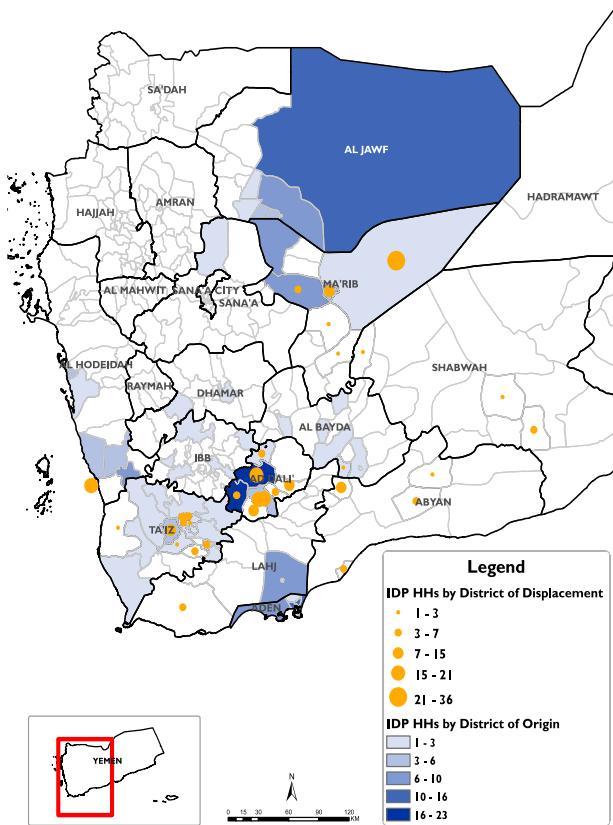 SA'DAH
AL JAWF
HADRAMAWT
HAJJAH
AMRAN
MA'RIB
AL MAHWIT
SANA'A CITY
SANA'A
AL HODEIDAH
RAYMAH
DHAMAR
SHABWAH
AL BAYDA
IBB
AD DALI'
ABYAN
TA'IZ
LAHJ
ADEN
Legend
IDP HHs by District of Displacement
1 - 3
3 - 7
7 - 15
15 - 21
21 - 36
IDP HHs by District of Origin
1 - 3
3 - 6
6 - 10
10 - 16
16 - 23
YEMEN
N
0 15 30 60 90 120
KM